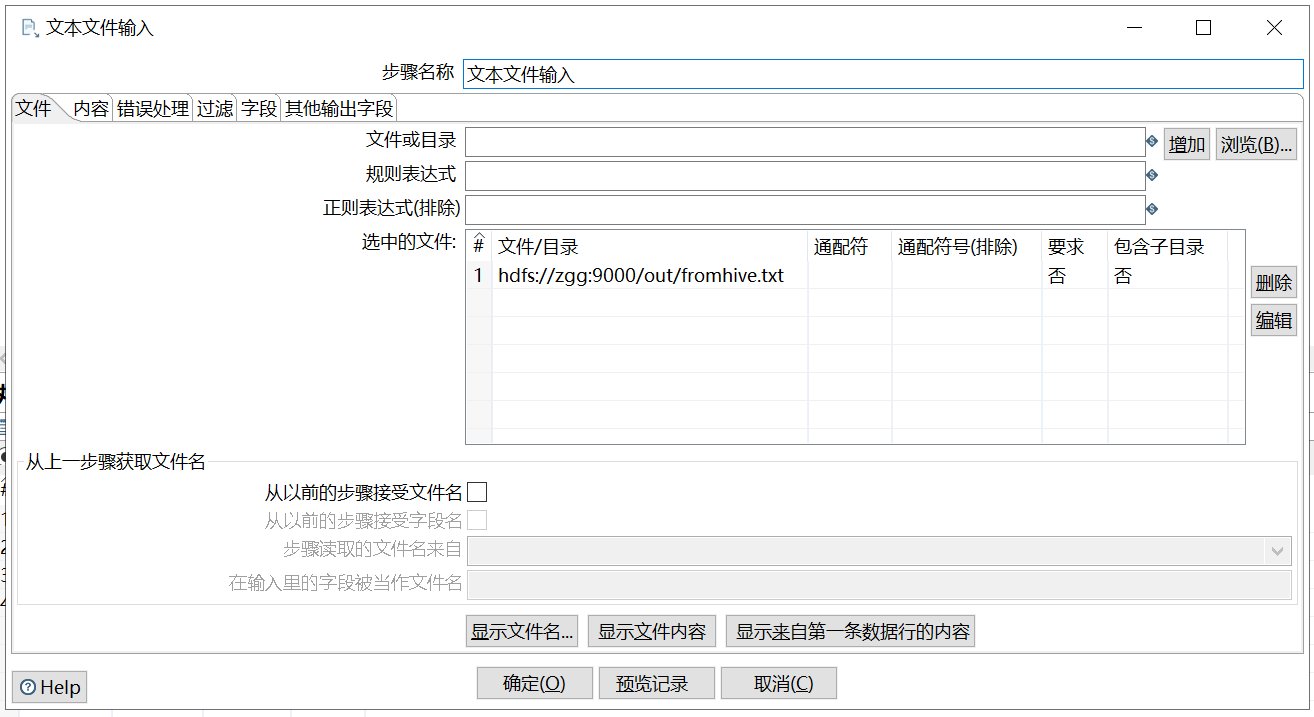 文本文件输入
步骤名称 文本文件输入
文件 内容 错误处理 过滤 字段 其他输出字段
文件或目录 增加 浏览(B)...
规则表达式
正则表达式(排除)
选中的文件: # 文件/目录 通配符 通配符号(排除) 要求 包含子目录
1 hdfs://zgg:9000/out/fromhive.txt 否 否
删除
编辑
从上一步骤获取文件名
从以前的步骤接受文件名
从以前的步骤接受字段名
步骤读取的文件名来自
在输入里的字段被当作文件名
显示文件名... 显示文件内容 显示来自第一条数据行的内容
Help 确定(O) 预览记录 取消(C)